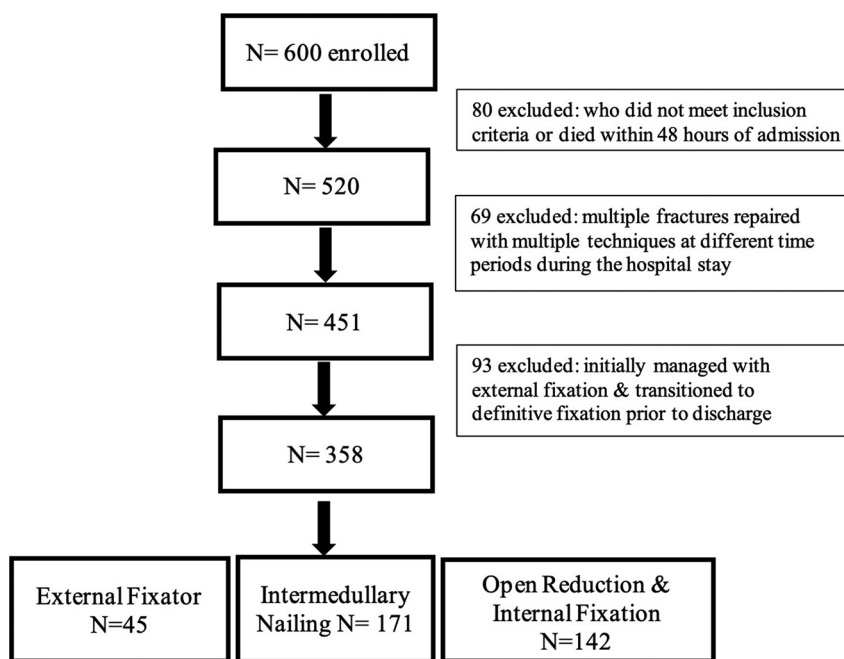 N= 600 enrolled
80 excluded: who did not meet inclusion
criteria or died within 48 hours of admission
N= 520
69 excluded: multiple fractures repaired
with multiple techniques at different time
periods during the hospital stay
N= 451
93 excluded: initially managed with
external fixation & transitioned to
definitive fixation prior to discharge
N= 358
External Fixator
N=45
Intermedullary
Nailing N= 171
Open Reduction &
Internal Fixation
N=142